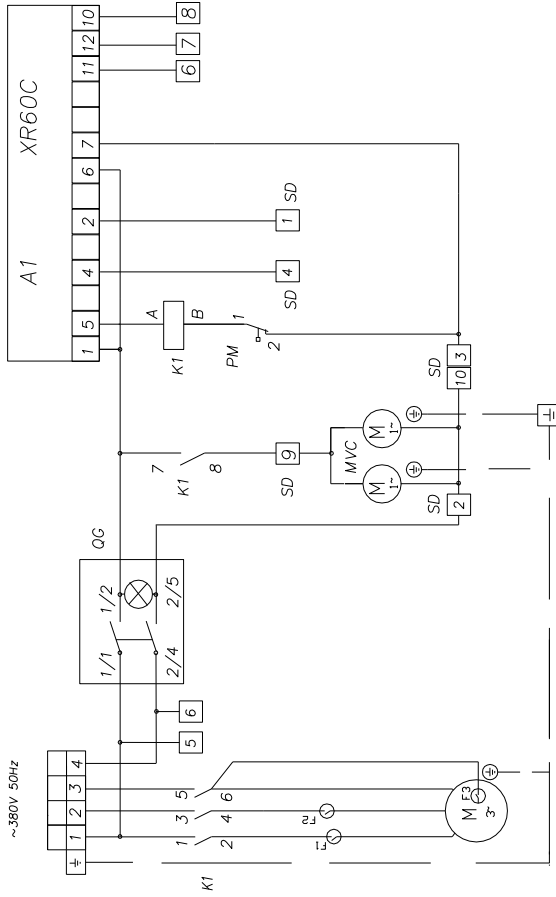 ~380V 50Hz
A1 XR60C
1 2 3 4
1 5 4 2 6 7 11 12 10
QG
1/1 1/2
2/4 2/5
5 6
6 7 8
K1
1 3 5
2 4 6
7
K1
8
A
K1
B
PM
1
2
SD 4
SD 1
SD 9
F1
F2
MVC
M 1~
M 1~
SD 2
SD 10 3
M 3~
F3